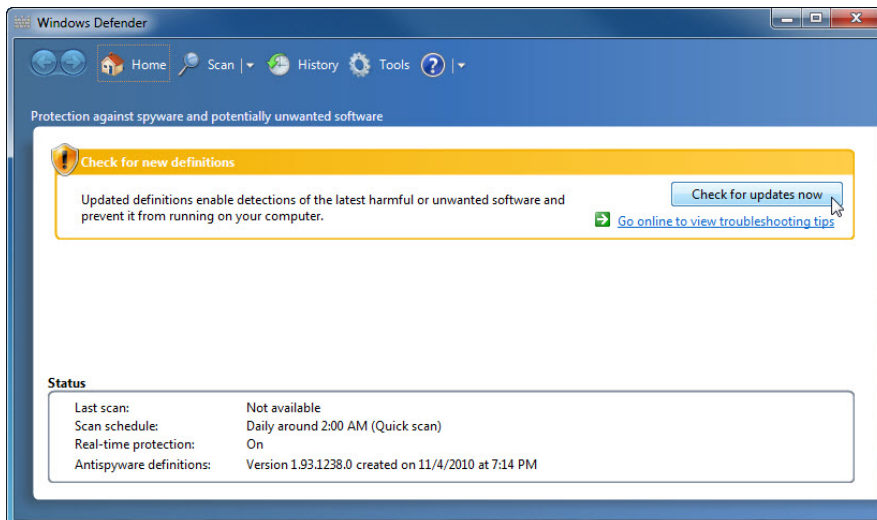 Windows Defender
Home Scan History Tools
Protection against spyware and potentially unwanted software
Check for new definitions
Updated definitions enable detections of the latest harmful or unwanted software and
prevent it from running on your computer.
Check for updates now
Go online to view troubleshooting tips
Status
Last scan: Not available
Scan schedule: Daily around 2:00 AM (Quick scan)
Real-time protection: On
Antispyware definitions: Version 1.93.1238.0 created on 11/4/2010 at 7:14 PM